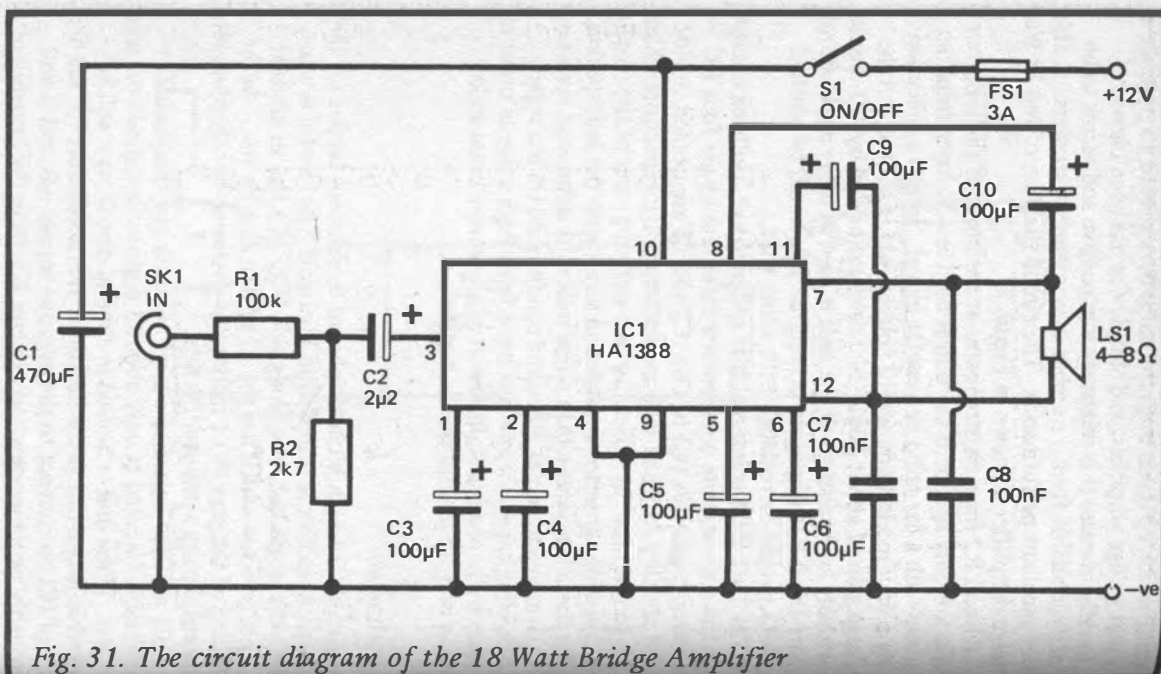 S1
ON/OFF
FS1
3A
+12V
C9
100µF
+
C10
100µF
+
10
8
11
SK1
IN
R1
100k
+
C1
470µF
C2
2µ2
+
3
IC1
HA1388
7
12
LS1
4–8Ω
R2
2k7
1
2
4
9
5
6
C7
100nF
C8
100nF
C3
100µF
+
C4
100µF
+
C5
100µF
+
C6
100µF
+
–ve
Fig. 31. The circuit diagram of the 18 Watt Bridge Amplifier